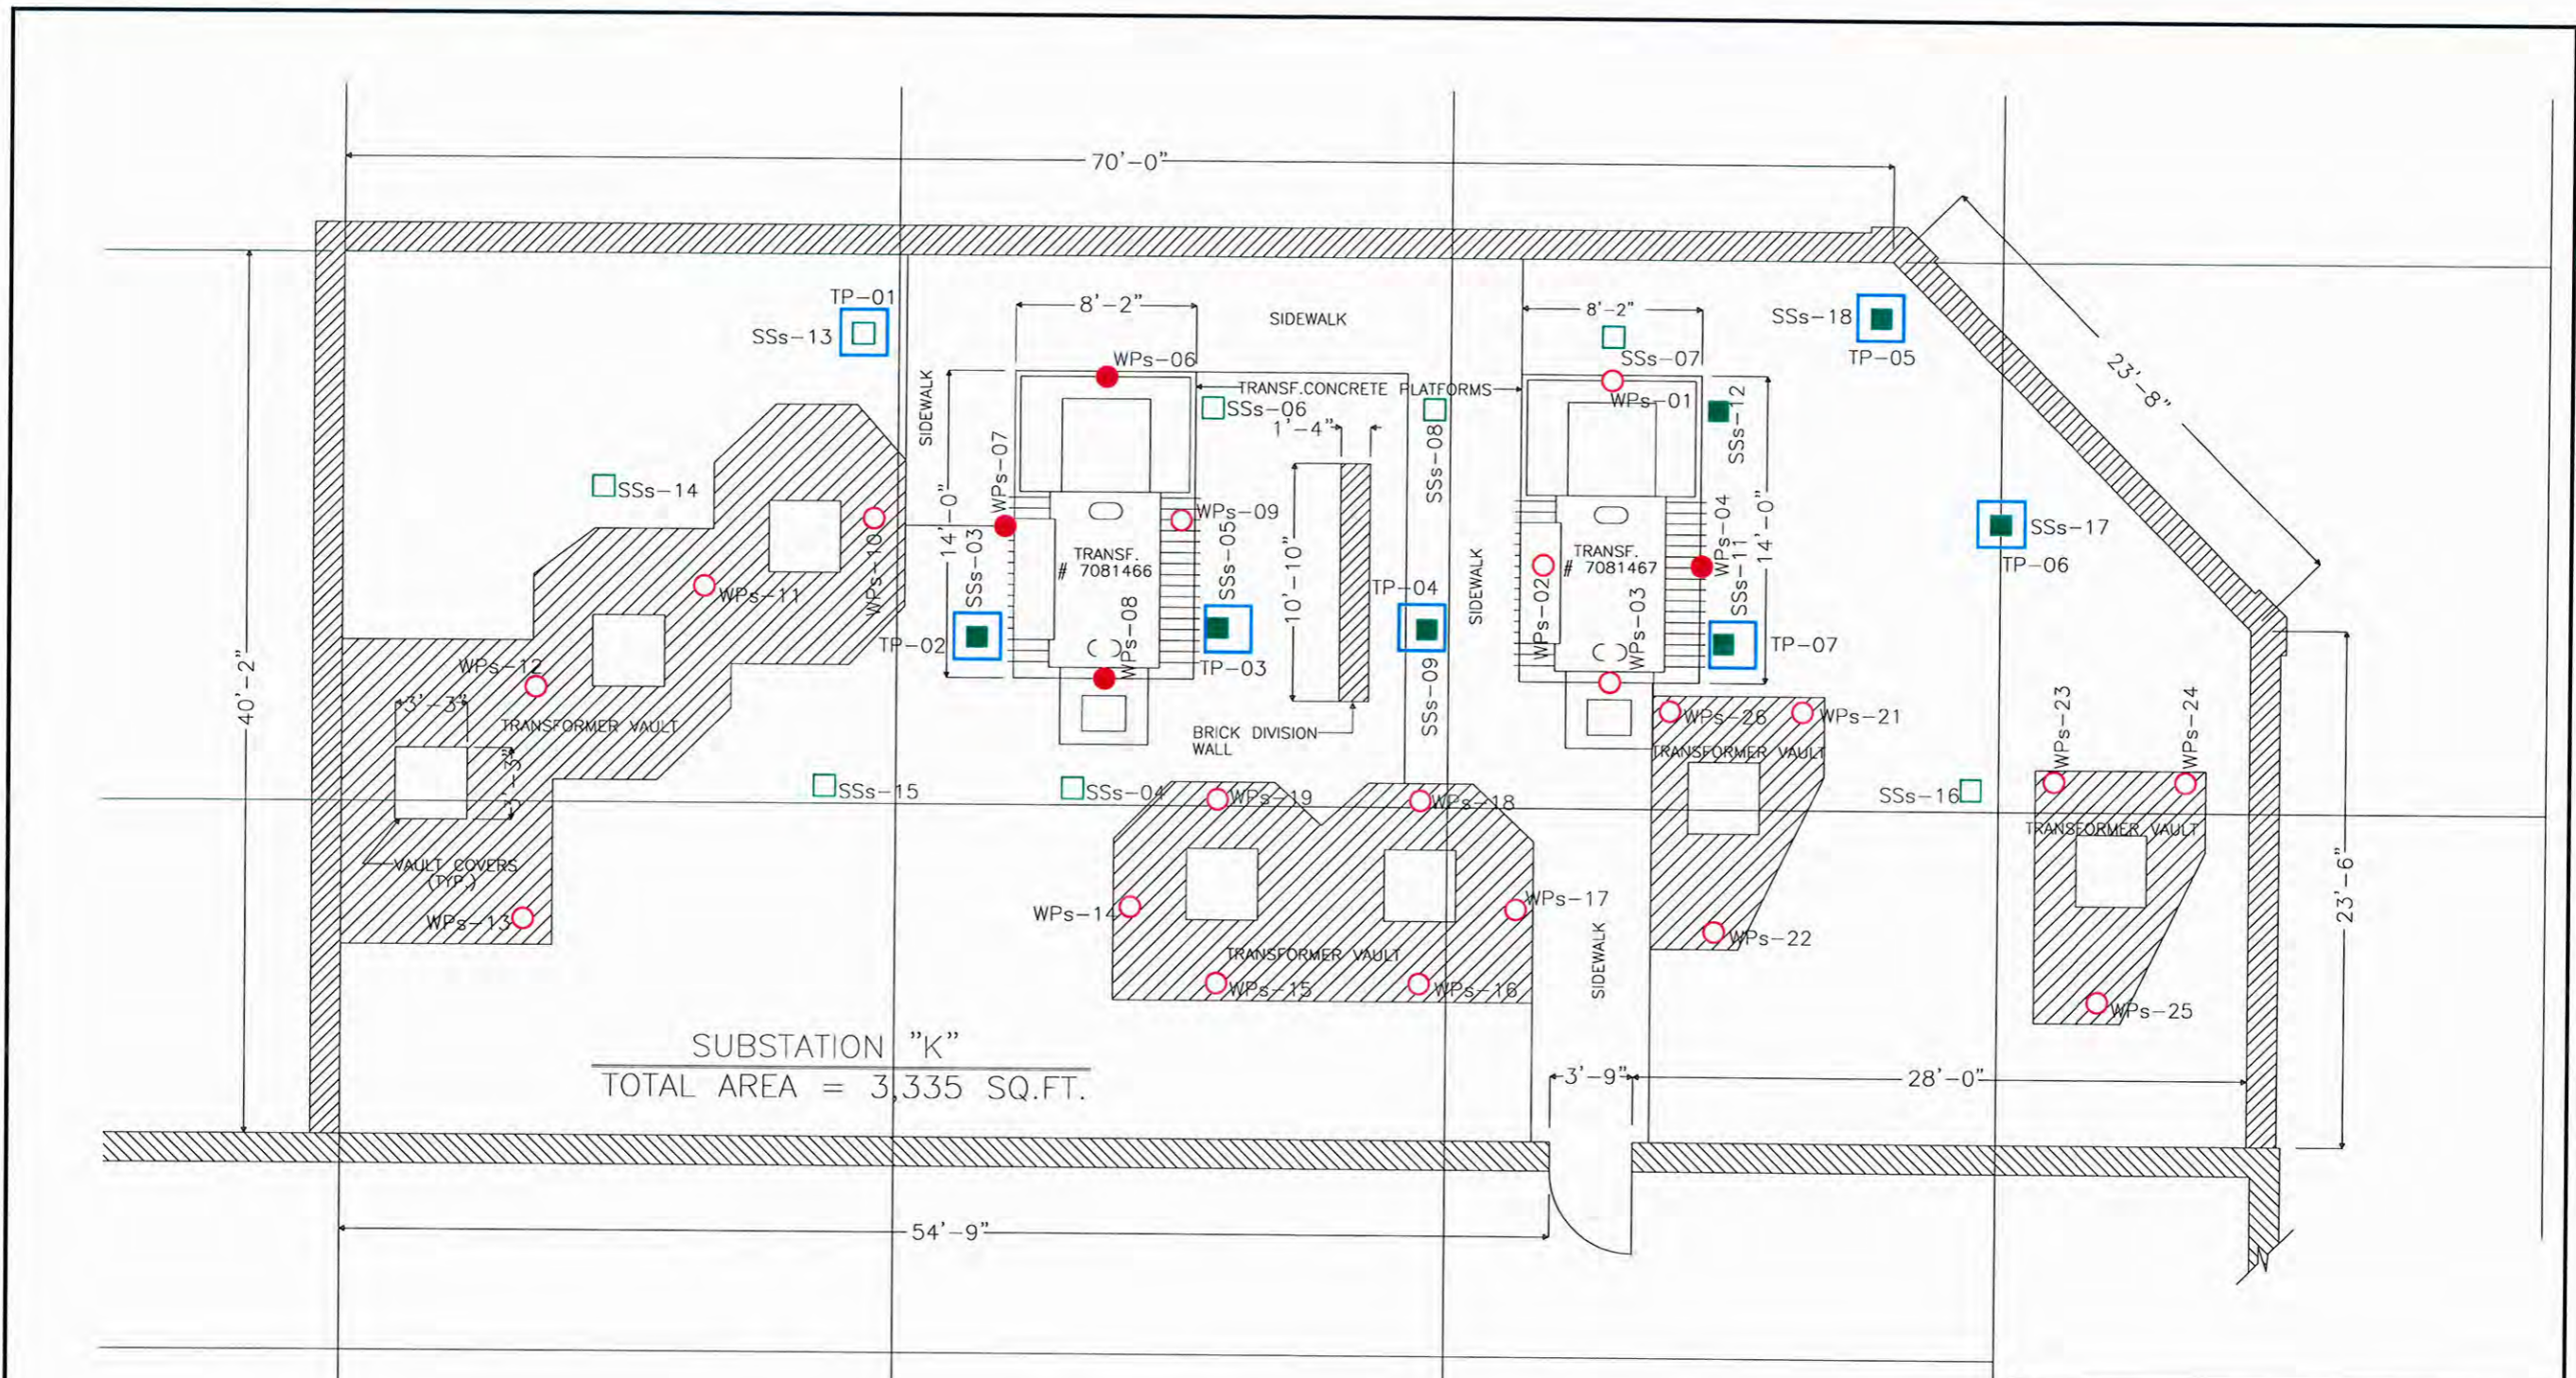 70'-0"
TP-01
SSs-13
8'-2"
SIDEWALK
8'-2"
SSs-18
TP-05
23'-8"
WPs-06
SSs-07
SIDEWALK
TRANSF.CONCRETE PLATFORMS
WPs-01
SSs-06
1'-4"
SSs-08
SSs-12
WPs-07
SSs-14
14'-0"
WPs-09
WPs-10
SSs-03
TRANSF.
# 7081466
SSs-05
10'-10"
TP-04
SIDEWALK
WPs-02
TRANSF.
# 7081467
WPs-03
WPs-04
SSs-11
14'-0"
SSs-17
TP-06
WPs-11
TP-02
WPs-08
TP-03
SSs-09
TP-07
40'-2"
WPs-12
3'-3"
TRANSFORMER VAULT
3'-3"
BRICK DIVISION
WALL
WPs-26
WPs-21
TRANSFORMER VAULT
WPs-23
WPs-24
SSs-15
SSs-04
WPs-19
WPs-18
SSs-16
TRANSFORMER VAULT
VAULT COVERS
(TYP.)
WPs-13
WPs-14
WPs-17
WPs-22
23'-6"
TRANSFORMER VAULT
SIDEWALK
WPs-15
WPs-16
WPs-25
SUBSTATION "K"
TOTAL AREA = 3,335 SQ.FT.
3'-9"
28'-0"
54'-9"